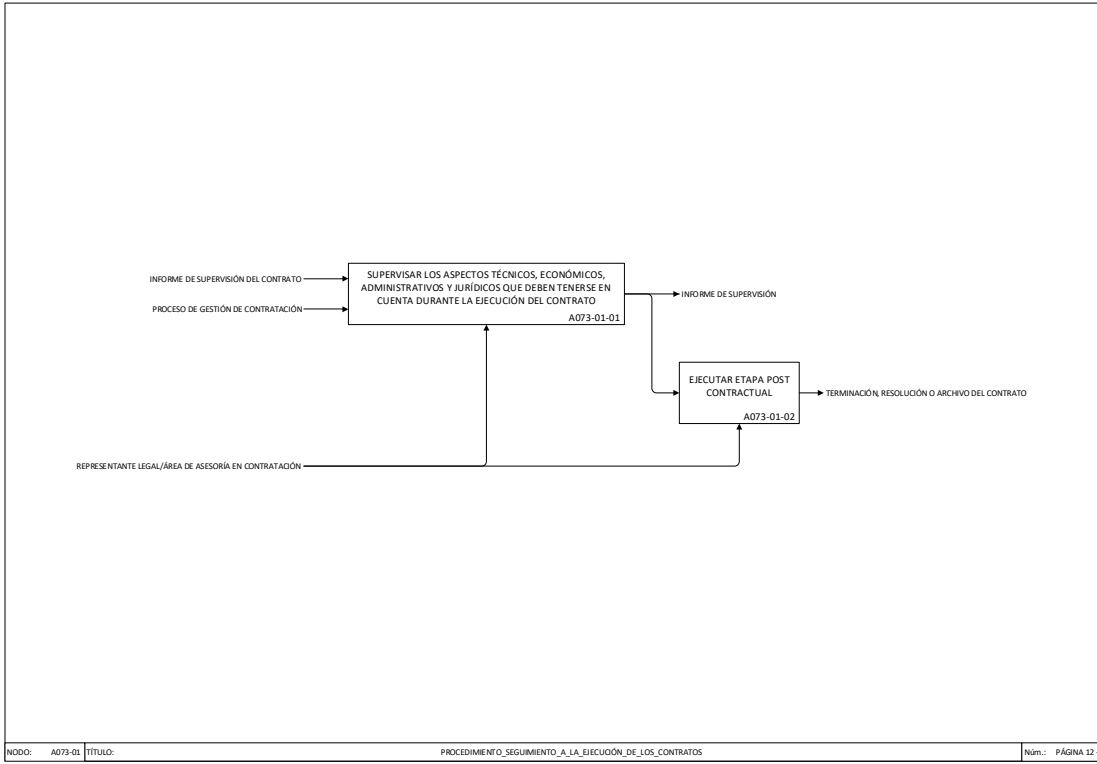 INFORME DE SUPERVISIÓN DEL CONTRATO
PROCESO DE GESTIÓN DE CONTRATACIÓN
SUPERVISAR LOS ASPECTOS TÉCNICOS, ECONÓMICOS,
ADMINISTRATIVOS Y JURÍDICOS QUE DEBEN TENERSE EN
CUENTA DURANTE LA EJECUCIÓN DEL CONTRATO
A073-01-01
INFORME DE SUPERVISIÓN
EJECUTAR ETAPA POST
CONTRACTUAL
A073-01-02
TERMINACIÓN, RESOLUCIÓN O ARCHIVO DEL CONTRATO
REPRESENTANTE LEGAL/ÁREA DE ASESORÍA EN CONTRATACIÓN
NODO: A073-01 TÍTULO: PROCEDIMIENTO_SEGUIMIENTO_A_LA_EJECUCIÓN_DE_LOS_CONTRATOS Núm.: PÁGINA 12 -